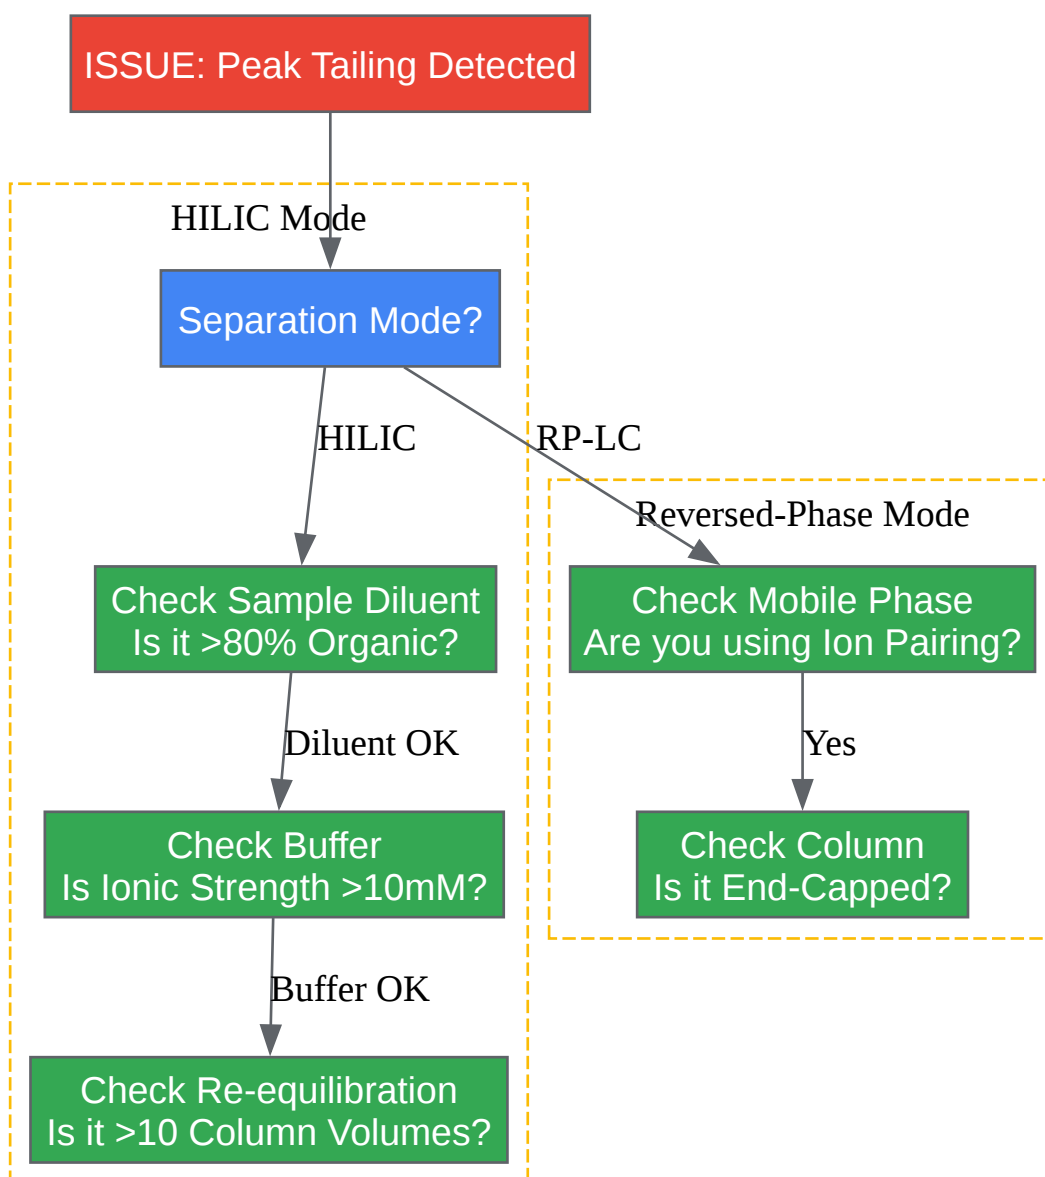 ISSUE: Peak Tailing Detected
HILIC Mode
Separation Mode?
HILIC
RP-LC
Reversed-Phase Mode
Check Sample Diluent
Is it >80% Organic?
Check Mobile Phase
Are you using Ion Pairing?
Diluent OK
Yes
Check Buffer
Is Ionic Strength >10mM?
Check Column
Is it End-Capped?
Buffer OK
Check Re-equilibration
Is it >10 Column Volumes?